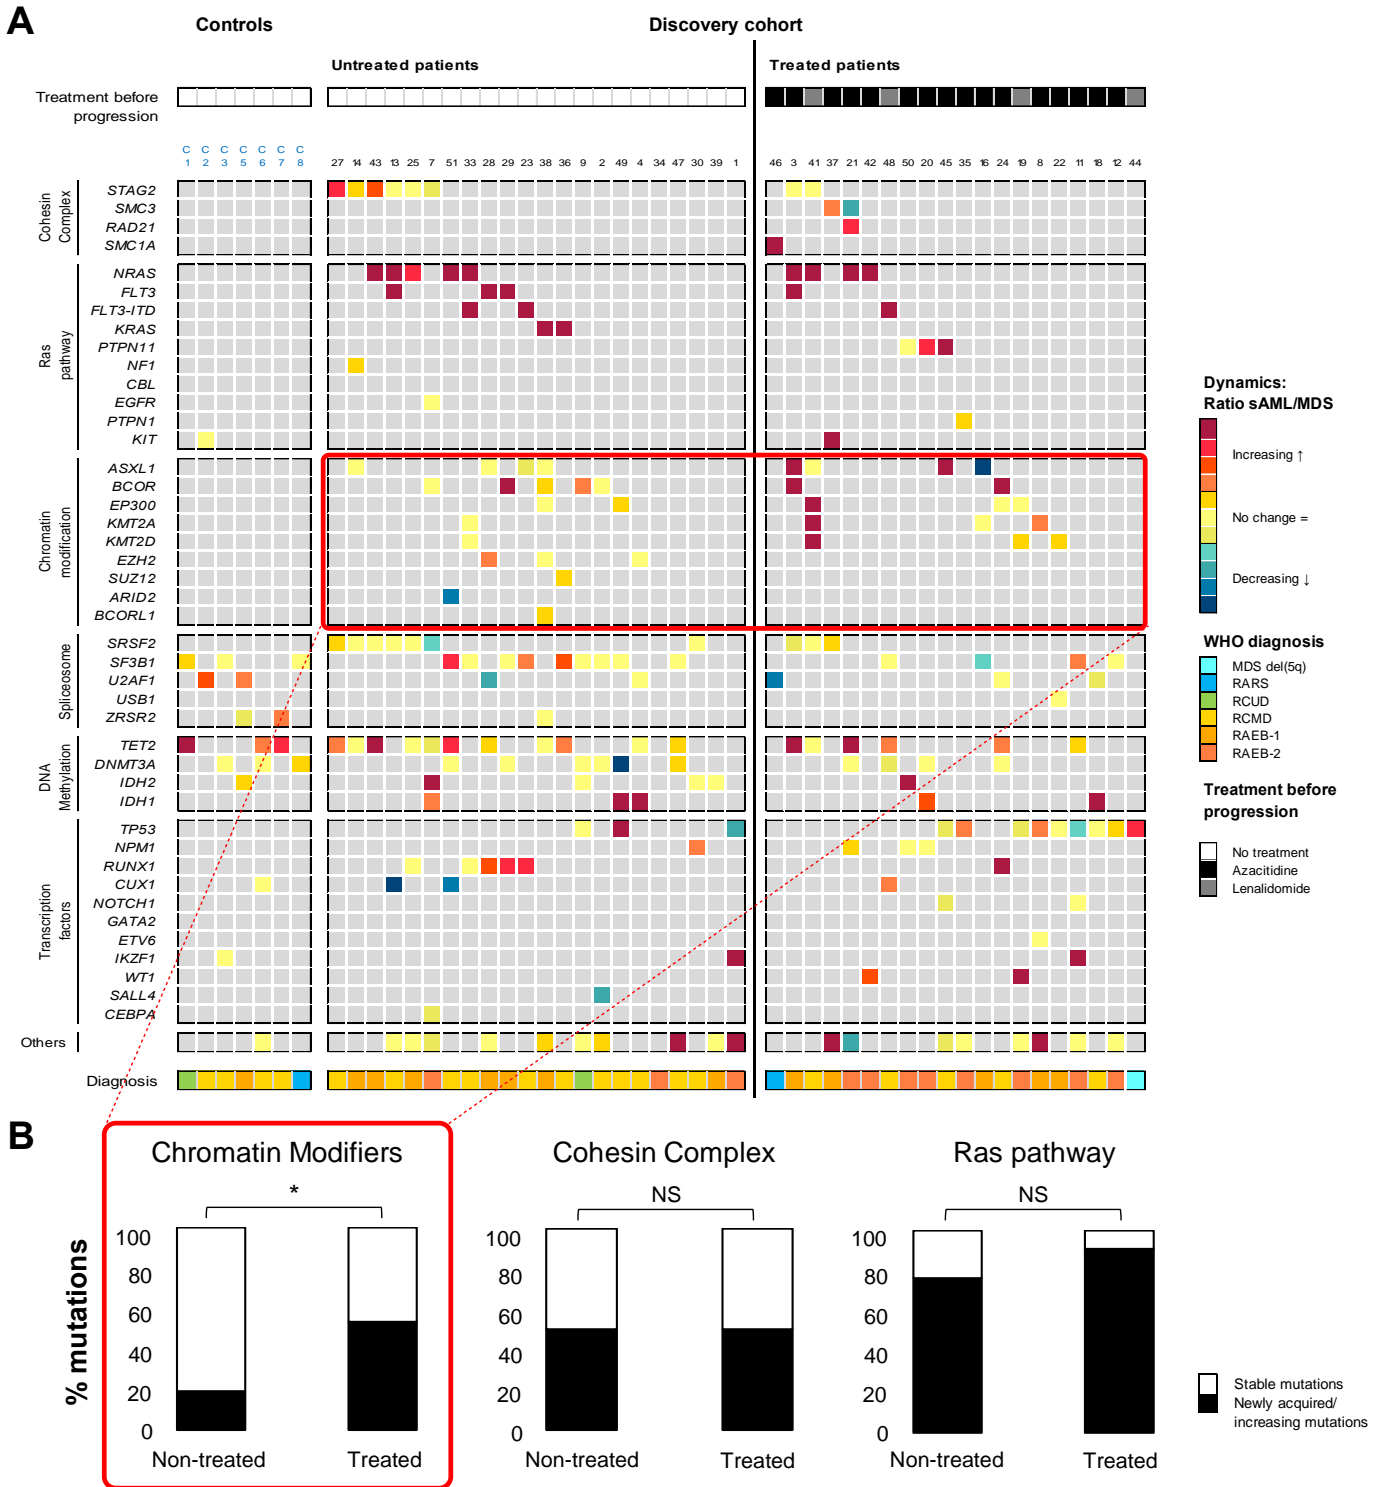 A
Controls
Discovery cohort
Untreated patients
Treated patients
Treatment before
progression
C C C C C C C
1 2 3 5 6 7 8
27 14 43 13 25 7 51 33 28 29 23 38 36 9 2 49 4 34 47 30 39 1
46 3 41 37 21 42 48 50 20 45 35 16 24 19 8 22 11 18 12 44
Cohesin
Complex
STAG2
SMC3
RAD21
SMC1A
Ras
pathway
NRAS
FLT3
FLT3-ITD
KRAS
PTPN11
NF1
CBL
EGFR
PTPN1
KIT
Chromatin
modification
ASXL1
BCOR
EP300
KMT2A
KMT2D
EZH2
SUZ12
ARID2
BCORL1
Spliceosome
SRSF2
SF3B1
U2AF1
USB1
ZRSR2
DNA
Methylation
TET2
DNMT3A
IDH2
IDH1
Transcription
factors
TP53
NPM1
RUNX1
CUX1
NOTCH1
GATA2
ETV6
IKZF1
WT1
SALL4
CEBPA
Others
Diagnosis
Dynamics:
Ratio sAML/MDS
Increasing ↑
No change =
Decreasing ↓
WHO diagnosis
MDS del(5q)
RARS
RCUD
RCMD
RAEB-1
RAEB-2
Treatment before
progression
No treatment
Azacitidine
Lenalidomide
B
Chromatin Modifiers
*
% mutations
100
80
60
40
20
0
Non-treated
Treated
Cohesin Complex
NS
100
80
60
40
20
0
Non-treated
Treated
Ras pathway
NS
100
80
60
40
20
0
Non-treated
Treated
Stable mutations
Newly acquired/
increasing mutations